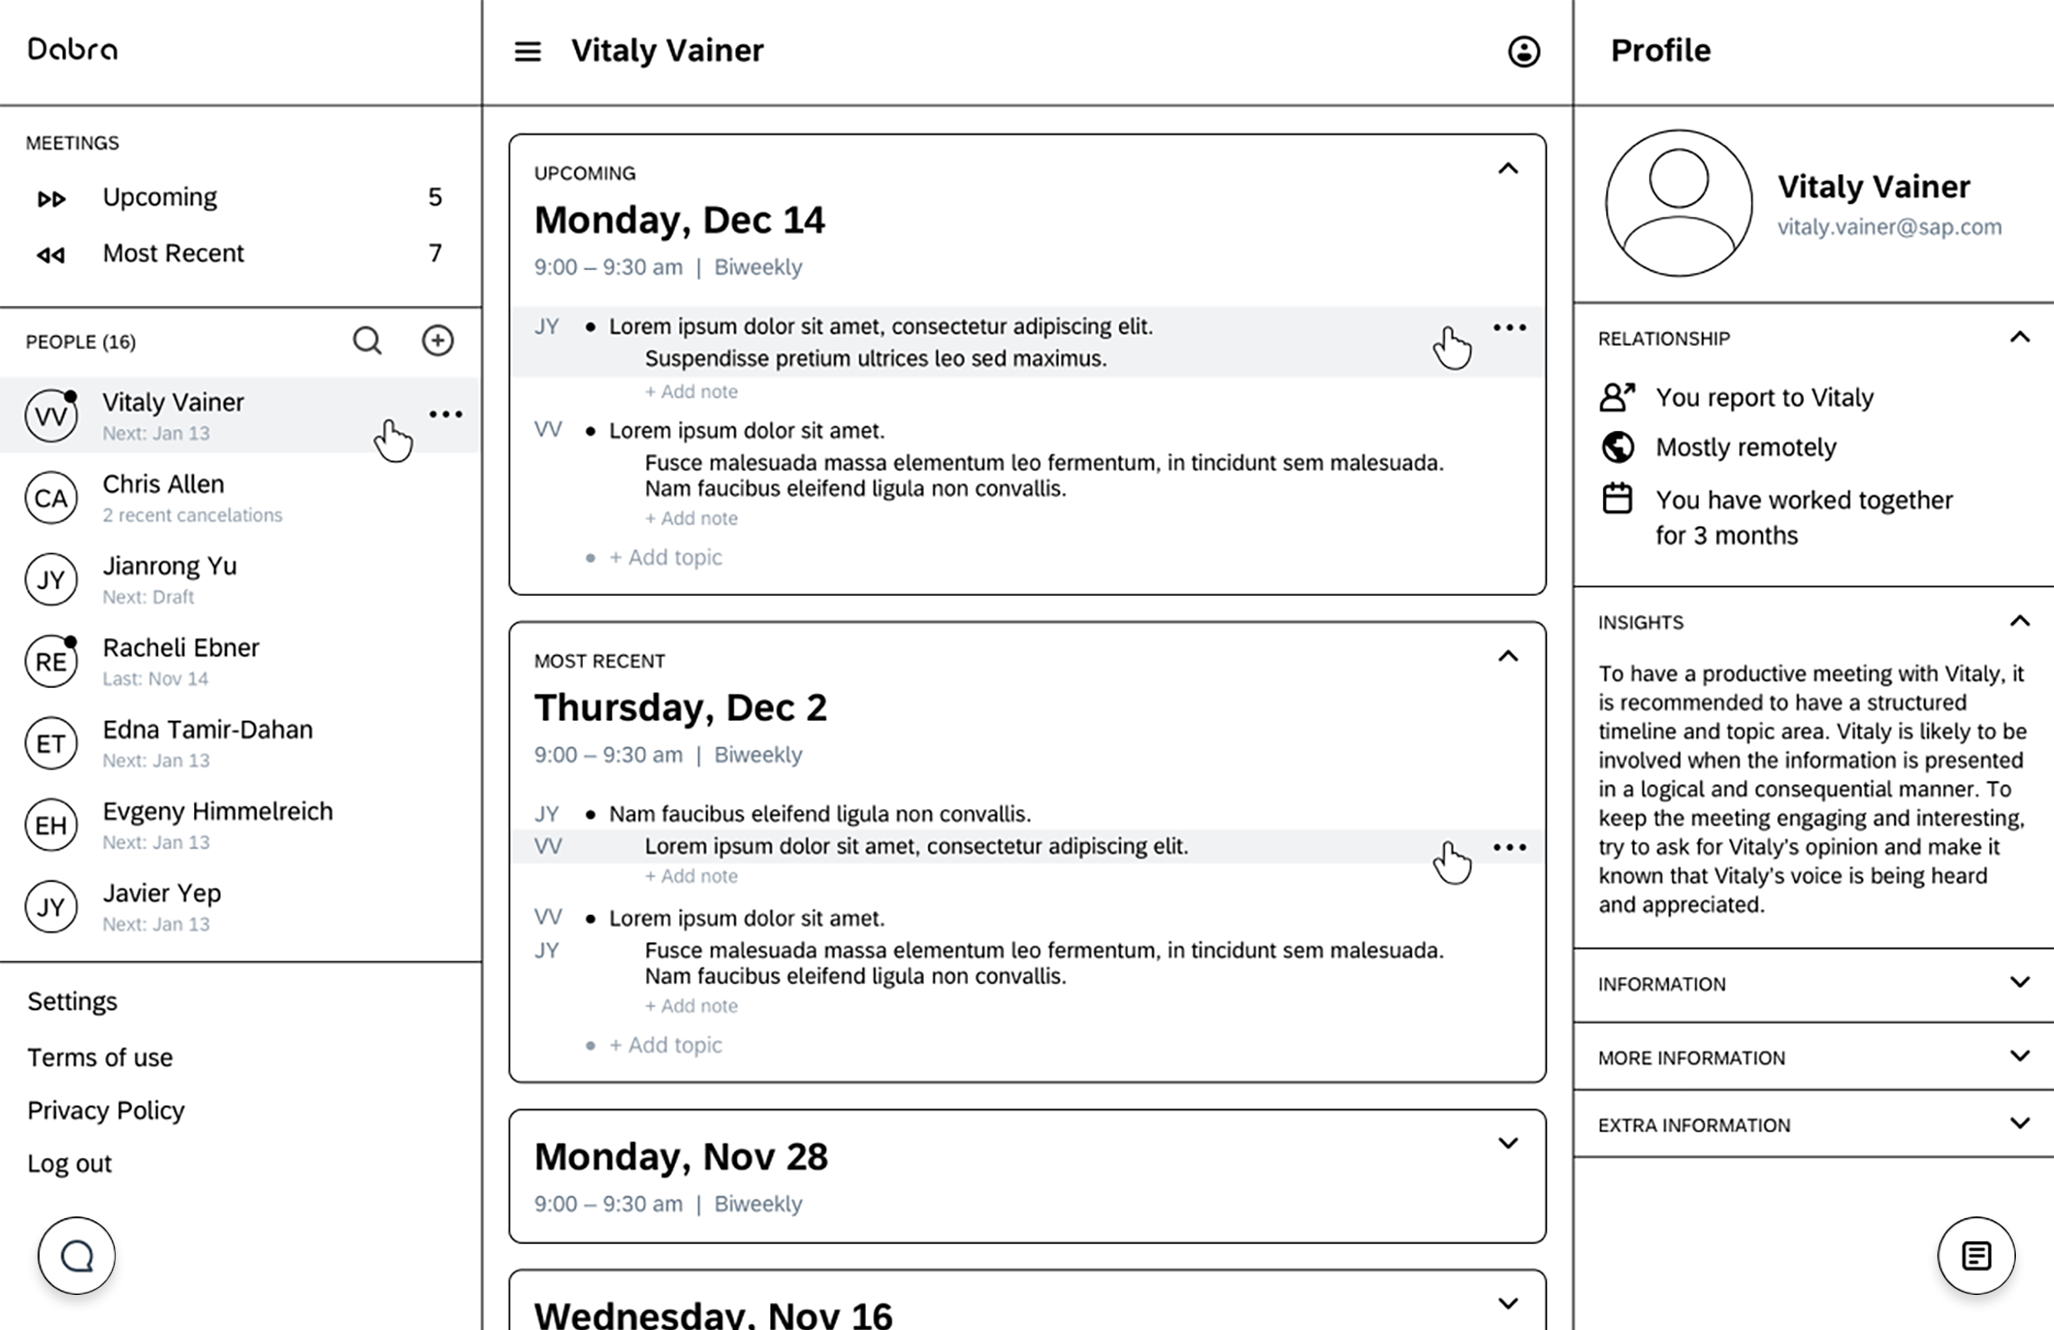 Dabra
MEETINGS
Upcoming 5
Most Recent 7
PEOPLE (16)
VV Vitaly Vainer
Next: Jan 13
CA Chris Allen
2 recent cancelations
JY Jianrong Yu
Next: Draft
RE Racheli Ebner
Last: Nov 14
ET Edna Tamir-Dahan
Next: Jan 13
EH Evgeny Himmelreich
Next: Jan 13
JY Javier Yep
Next: Jan 13
Settings
Terms of use
Privacy Policy
Log out
Vitaly Vainer
UPCOMING
Monday, Dec 14
9:00 – 9:30 am | Biweekly
JY • Lorem ipsum dolor sit amet, consectetur adipiscing elit.
Suspendisse pretium ultrices leo sed maximus.
+ Add note
VV • Lorem ipsum dolor sit amet.
Fusce malesuada massa elementum leo fermentum, in tincidunt sem malesuada.
Nam faucibus eleifend ligula non convallis.
+ Add note
• + Add topic
MOST RECENT
Thursday, Dec 2
9:00 – 9:30 am | Biweekly
JY • Nam faucibus eleifend ligula non convallis.
VV Lorem ipsum dolor sit amet, consectetur adipiscing elit.
+ Add note
VV • Lorem ipsum dolor sit amet.
JY Fusce malesuada massa elementum leo fermentum, in tincidunt sem malesuada.
Nam faucibus eleifend ligula non convallis.
+ Add note
• + Add topic
Monday, Nov 28
9:00 – 9:30 am | Biweekly
Wednesday, Nov 16
Profile
Vitaly Vainer
vitaly.vainer@sap.com
RELATIONSHIP
You report to Vitaly
Mostly remotely
You have worked together
for 3 months
INSIGHTS
To have a productive meeting with Vitaly, it
is recommended to have a structured
timeline and topic area. Vitaly is likely to be
involved when the information is presented
in a logical and consequential manner. To
keep the meeting engaging and interesting,
try to ask for Vitaly's opinion and make it
known that Vitaly's voice is being heard
and appreciated.
INFORMATION
MORE INFORMATION
EXTRA INFORMATION